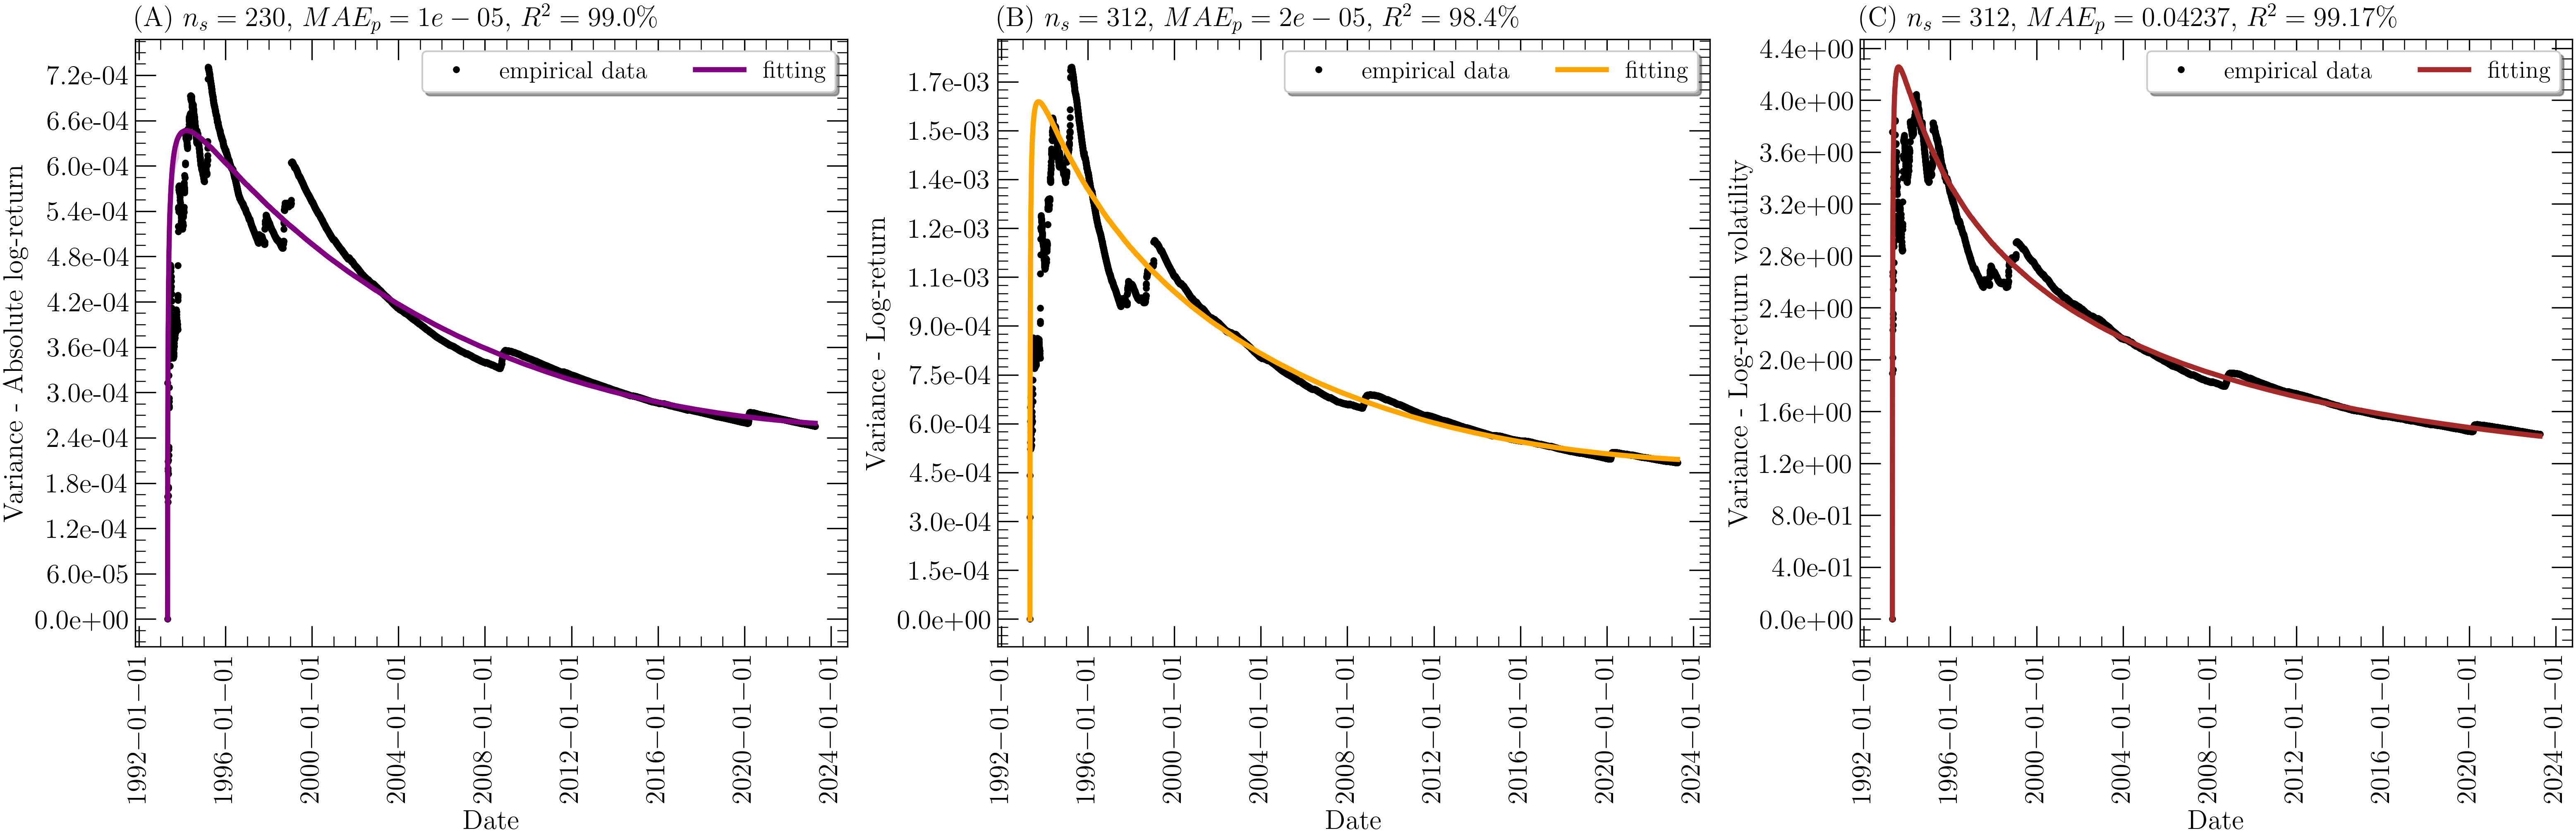 (A) n_s = 230, MAE_p = 1e − 05, R² = 99.0%
empirical data fitting
Variance - Absolute log-return
7.2e-04
6.6e-04
6.0e-04
5.4e-04
4.8e-04
4.2e-04
3.6e-04
3.0e-04
2.4e-04
1.8e-04
1.2e-04
6.0e-05
0.0e+00
1992−01−01
1996−01−01
2000−01−01
2004−01−01
2008−01−01
2012−01−01
2016−01−01
2020−01−01
2024−01−01
Date
(B) n_s = 312, MAE_p = 2e − 05, R² = 98.4%
empirical data fitting
Variance - Log-return
1.7e-03
1.5e-03
1.4e-03
1.2e-03
1.1e-03
9.0e-04
7.5e-04
6.0e-04
4.5e-04
3.0e-04
1.5e-04
0.0e+00
1992−01−01
1996−01−01
2000−01−01
2004−01−01
2008−01−01
2012−01−01
2016−01−01
2020−01−01
2024−01−01
Date
(C) n_s = 312, MAE_p = 0.04237, R² = 99.17%
empirical data fitting
Variance - Log-return volatility
4.4e+00
4.0e+00
3.6e+00
3.2e+00
2.8e+00
2.4e+00
2.0e+00
1.6e+00
1.2e+00
8.0e-01
4.0e-01
0.0e+00
1992−01−01
1996−01−01
2000−01−01
2004−01−01
2008−01−01
2012−01−01
2016−01−01
2020−01−01
2024−01−01
Date